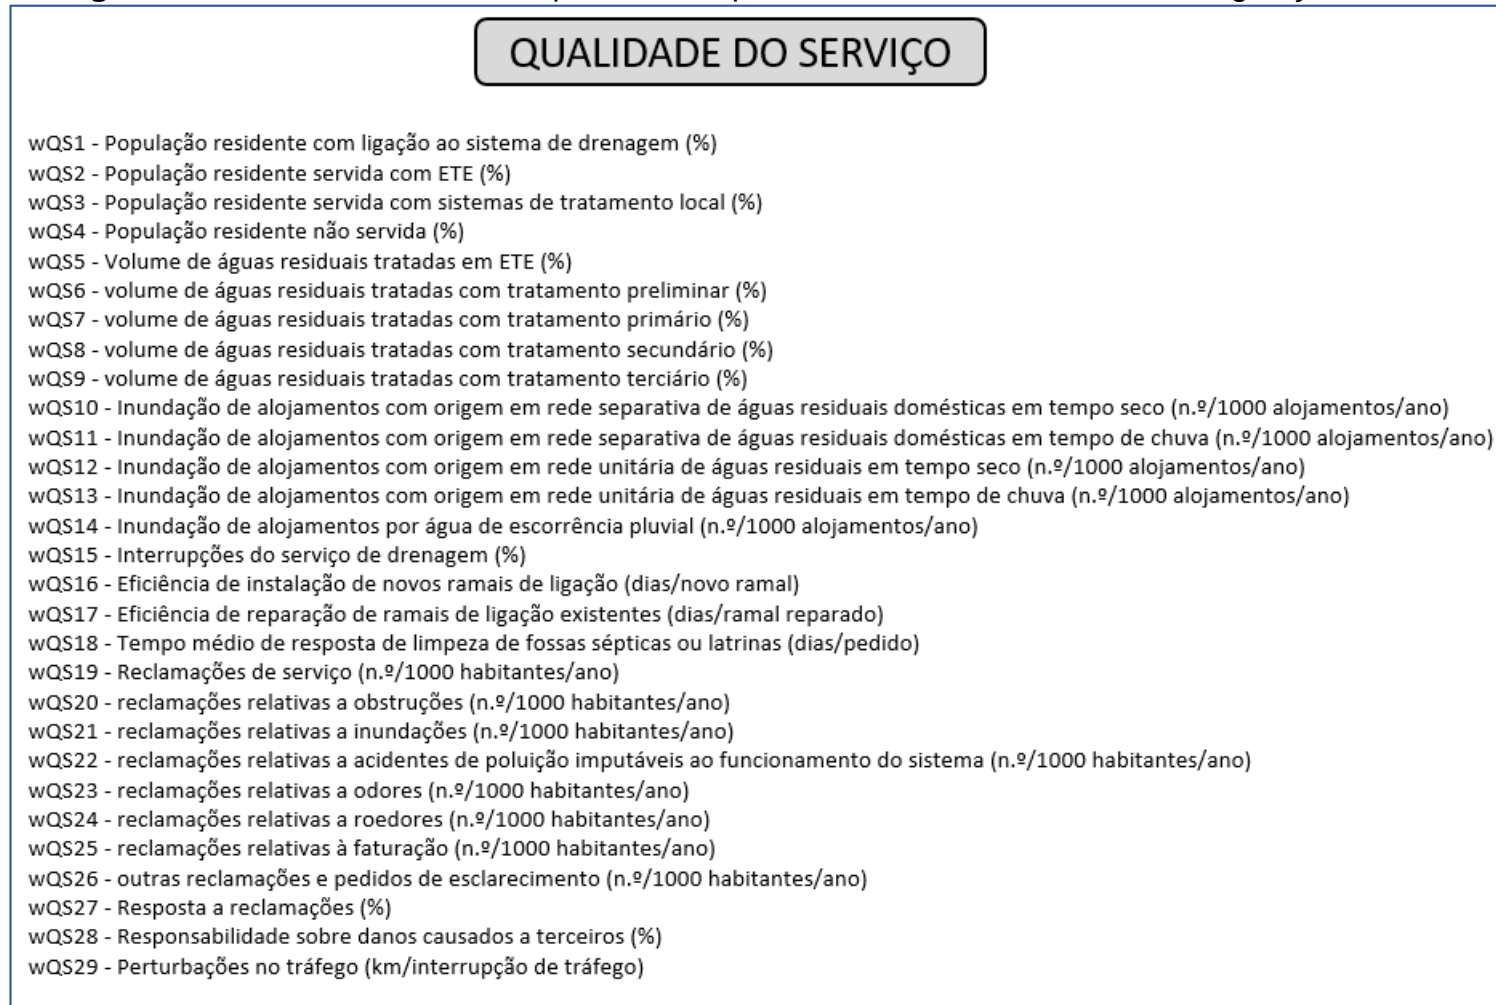 QUALIDADE DO SERVIÇO
wQS1 - População residente com ligação ao sistema de drenagem (%)
wQS2 - População residente servida com ETE (%)
wQS3 - População residente servida com sistemas de tratamento local (%)
wQS4 - População residente não servida (%)
wQS5 - Volume de águas residuais tratadas em ETE (%)
wQS6 - volume de águas residuais tratadas com tratamento preliminar (%)
wQS7 - volume de águas residuais tratadas com tratamento primário (%)
wQS8 - volume de águas residuais tratadas com tratamento secundário (%)
wQS9 - volume de águas residuais tratadas com tratamento terciário (%)
wQS10 - Inundação de alojamentos com origem em rede separativa de águas residuais domésticas em tempo seco (n.º/1000 alojamentos/ano)
wQS11 - Inundação de alojamentos com origem em rede separativa de águas residuais domésticas em tempo de chuva (n.º/1000 alojamentos/ano)
wQS12 - Inundação de alojamentos com origem em rede unitária de águas residuais em tempo seco (n.º/1000 alojamentos/ano)
wQS13 - Inundação de alojamentos com origem em rede unitária de águas residuais em tempo de chuva (n.º/1000 alojamentos/ano)
wQS14 - Inundação de alojamentos por água de escorrência pluvial (n.º/1000 alojamentos/ano)
wQS15 - Interrupções do serviço de drenagem (%)
wQS16 - Eficiência de instalação de novos ramais de ligação (dias/novo ramal)
wQS17 - Eficiência de reparação de ramais de ligação existentes (dias/ramal reparado)
wQS18 - Tempo médio de resposta de limpeza de fossas sépticas ou latrinas (dias/pedido)
wQS19 - Reclamações de serviço (n.º/1000 habitantes/ano)
wQS20 - reclamações relativas a obstruções (n.º/1000 habitantes/ano)
wQS21 - reclamações relativas a inundações (n.º/1000 habitantes/ano)
wQS22 - reclamações relativas a acidentes de poluição imputáveis ao funcionamento do sistema (n.º/1000 habitantes/ano)
wQS23 - reclamações relativas a odores (n.º/1000 habitantes/ano)
wQS24 - reclamações relativas a roedores (n.º/1000 habitantes/ano)
wQS25 - reclamações relativas à faturação (n.º/1000 habitantes/ano)
wQS26 - outras reclamações e pedidos de esclarecimento (n.º/1000 habitantes/ano)
wQS27 - Resposta a reclamações (%)
wQS28 - Responsabilidade sobre danos causados a terceiros (%)
wQS29 - Perturbações no tráfego (km/interrupção de tráfego)